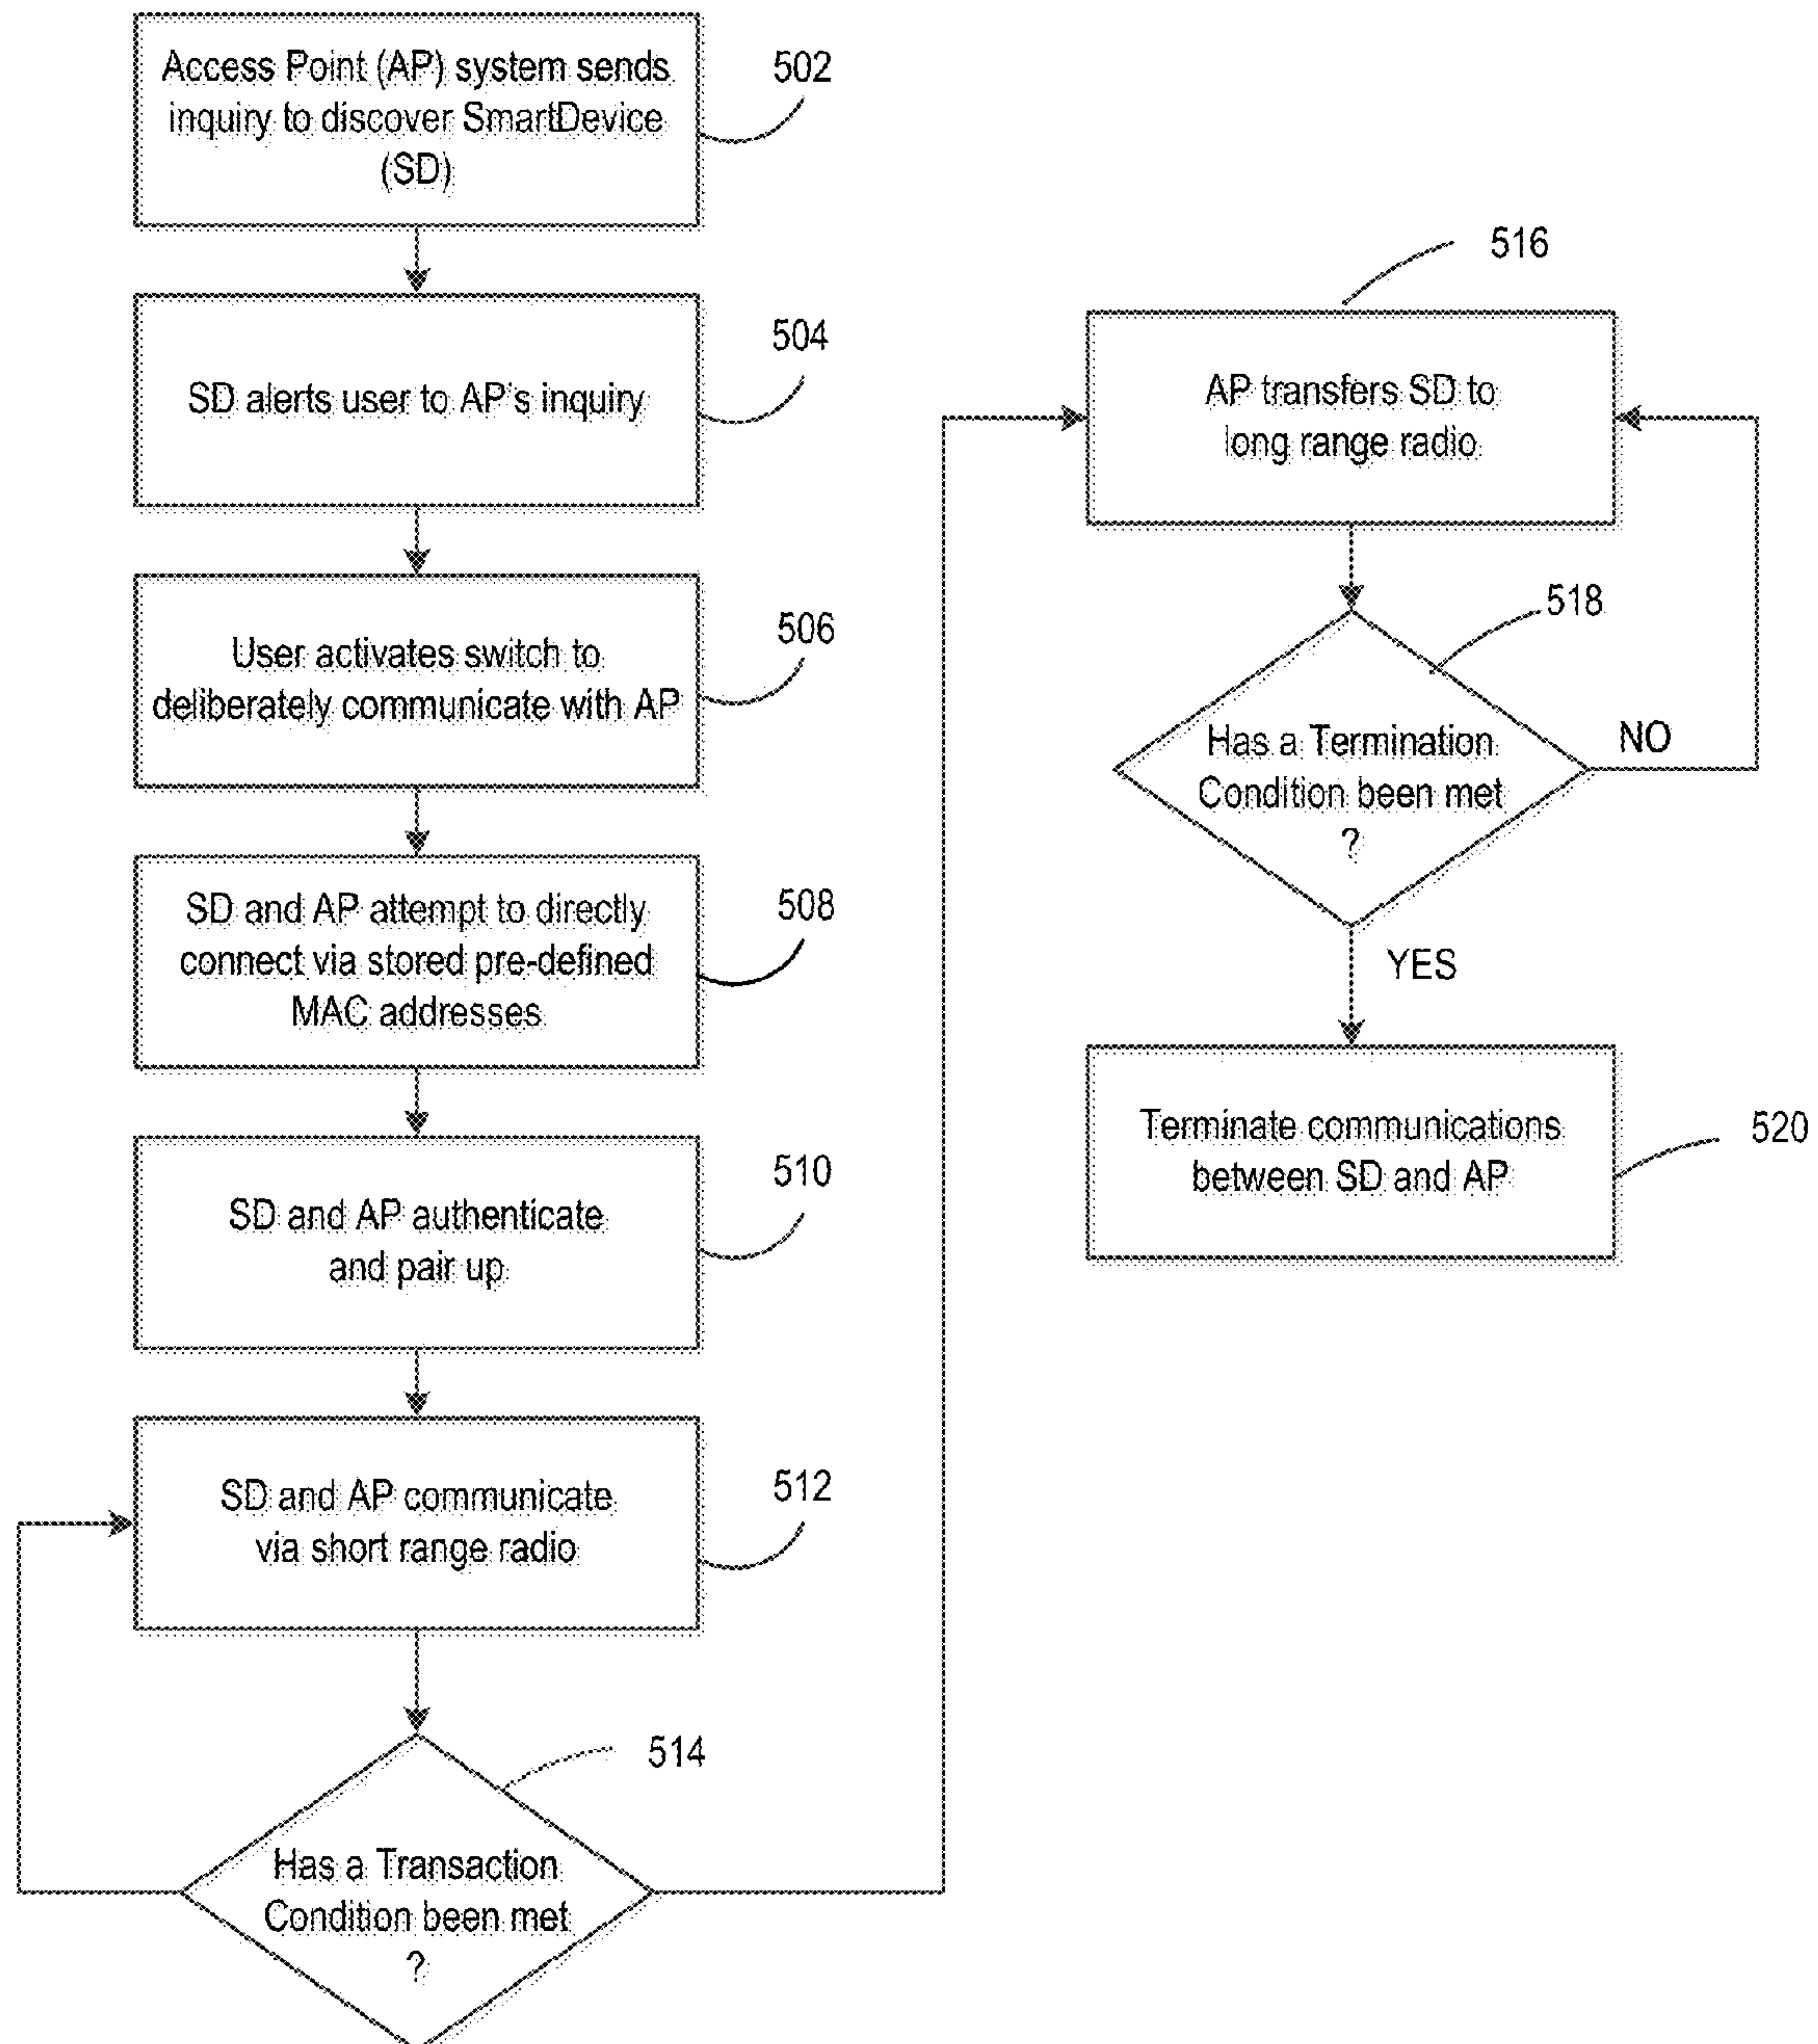 Access Point (AP) system sends
inquiry to discover SmartDevice
(SD)
502
SD alerts user to AP's inquiry
504
User activates switch to
deliberately communicate with AP
506
SD and AP attempt to directly
connect via stored pre-defined
MAC addresses
508
SD and AP authenticate
and pair up
510
SD and AP communicate
via short range radio
512
Has a Transaction
Condition been met
?
514
AP transfers SD to
long range radio
516
Has a Termination
Condition been met
?
518
NO
YES
Terminate communications
between SD and AP
520